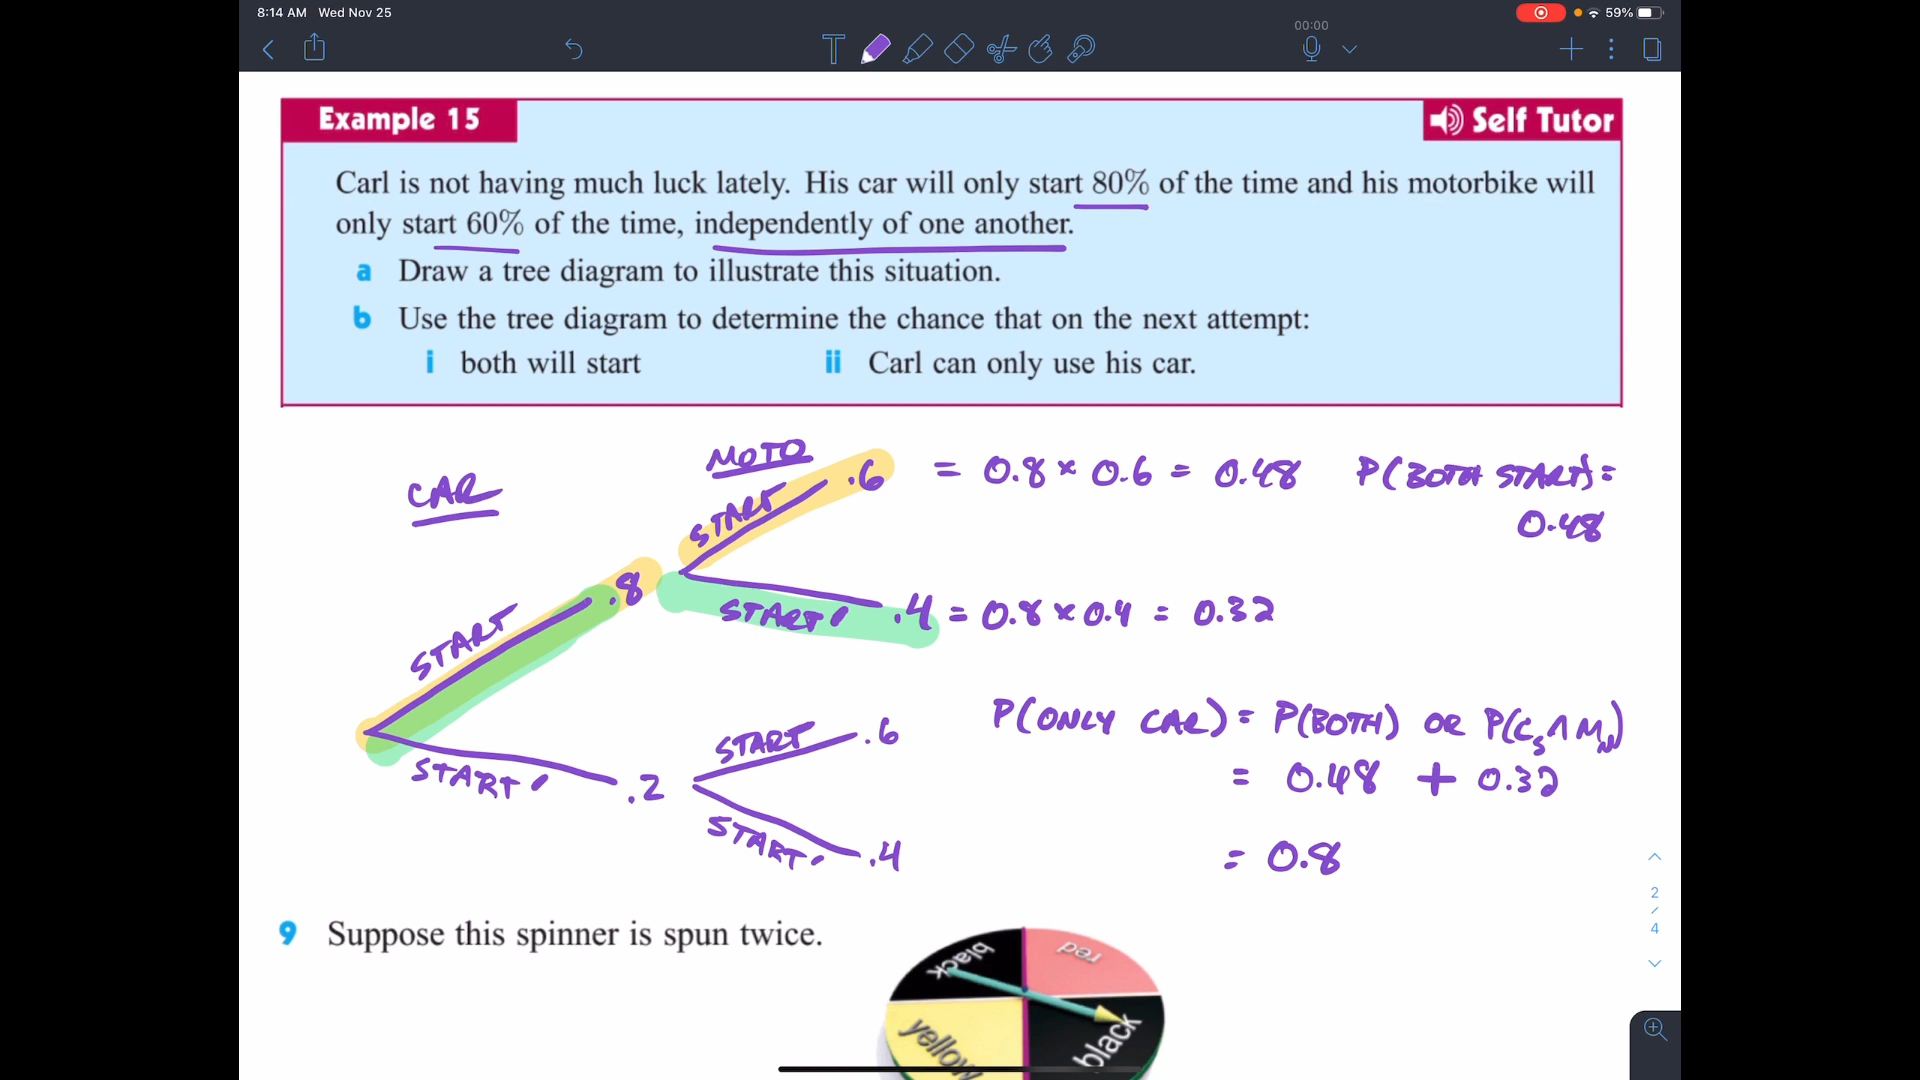 8:14 AM Wed Nov 25
59%
00:00
Example 15
Self Tutor
Carl is not having much luck lately. His car will only start 80% of the time and his motorbike will
only start 60% of the time, independently of one another.
a Draw a tree diagram to illustrate this situation.
b Use the tree diagram to determine the chance that on the next attempt:
i both will start ii Carl can only use his car.
CAR
MOTO
START .6 = 0.8 × 0.6 = 0.48 P(BOTH START) =
0.48
START .8
START' .4 = 0.8 × 0.4 = 0.32
START' .2
START .6
START' .4
P(ONLY CAR) = P(BOTH) OR P(C_S ∧ M_N)
= 0.48 + 0.32
= 0.8
2
/
4
9 Suppose this spinner is spun twice.
black
red
yellow
black